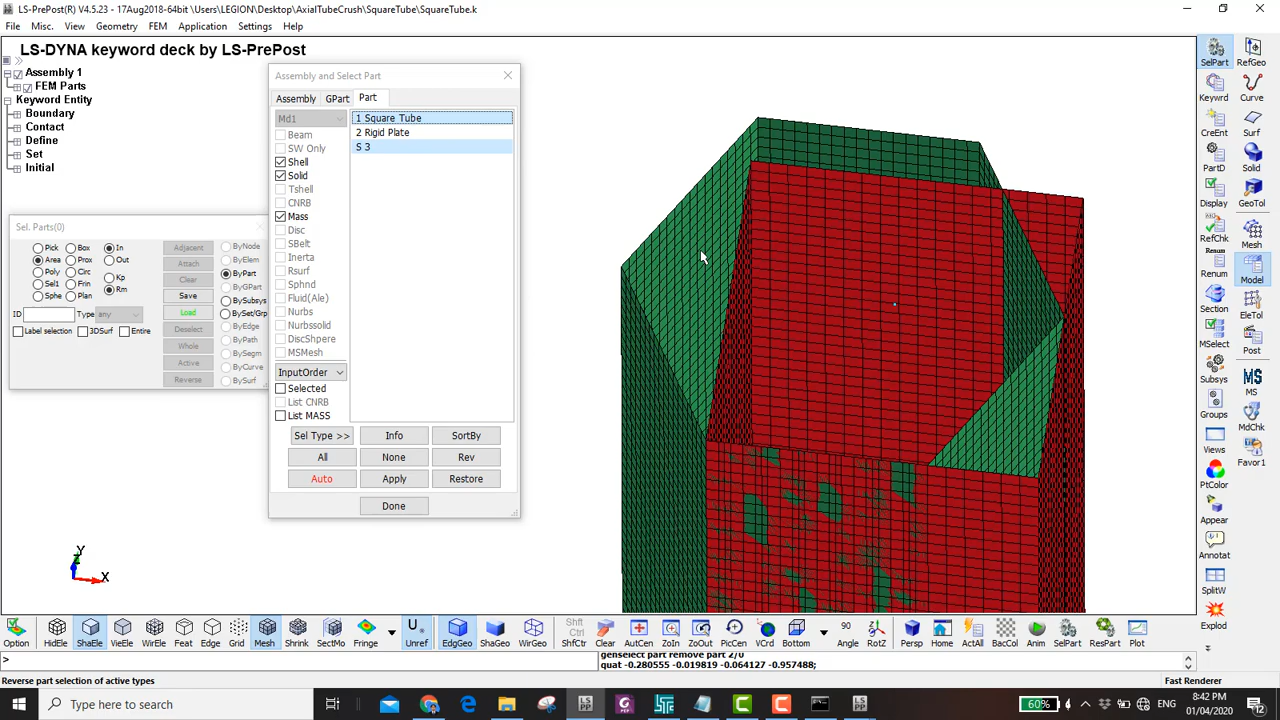 LS-PrePost(R) V4.5.23 - 17Aug2018-64bit \Users\LEGION\Desktop\AxialTubeCrush\SquareTube\SquareTube.k
File Misc. View Geometry FEM Application Settings Help
LS-DYNA keyword deck by LS-PrePost
Assembly 1
FEM Parts
Keyword Entity
Boundary
Contact
Define
Set
Initial
Sel. Parts(0)
Pick Box In
Area Prox Out
Poly Circ
Sel1 Frin Kp
Sphe Plan Rm
ID Type any
Label selection 3DSurf Entire
Adjacent
Attach
Clear
Save
Load
Deselect
Whole
Active
Reverse
ByNode
ByElem
ByPart
ByGPart
BySubsys
BySet/Grp
ByEdge
ByPath
BySegm
ByCurve
BySurf
Assembly and Select Part
Assembly GPart Part
Md1
Beam
SW Only
Shell
Solid
Tshell
CNRB
Mass
Disc
SBelt
Inerta
Rsurf
Sphnd
Fluid(Ale)
Nurbs
Nurbssolid
DiscShpere
MSMesh
InputOrder
Selected
List CNRB
List MASS
1 Square Tube
2 Rigid Plate
S 3
Sel Type >> Info SortBy
All None Rev
Auto Apply Restore
Done
Y
X
SelPart RefGeo
Keywrd Curve
CreEnt Surf
PartD Solid
Display GeoTol
RefChk Mesh
Renum
Renum Model
Section EleTol
MSelect Post
Subsys MS
MS
Groups MdChk
Views Favor1
PtColor
Appear
Annotat
SplitW
Explod
Option HidEle ShaEle VieEle WirEle Feat Edge Grid Mesh Shrink SectMo Fringe Unref EdgGeo ShaGeo WirGeo Shft Ctrl ShfCtr Clear AutCen ZoIn ZoOut PicCen VCrd Bottom 90 Angle RotZ Persp Home ActAll BacCol Anim SelPart ResPar Plot
>
genselect part remove part 2/0
quat -0.280555 -0.019819 -0.064127 -0.957488;
Reverse part selection of active types
Fast Renderer
Type here to search
60%
8:42 PM
01/04/2020